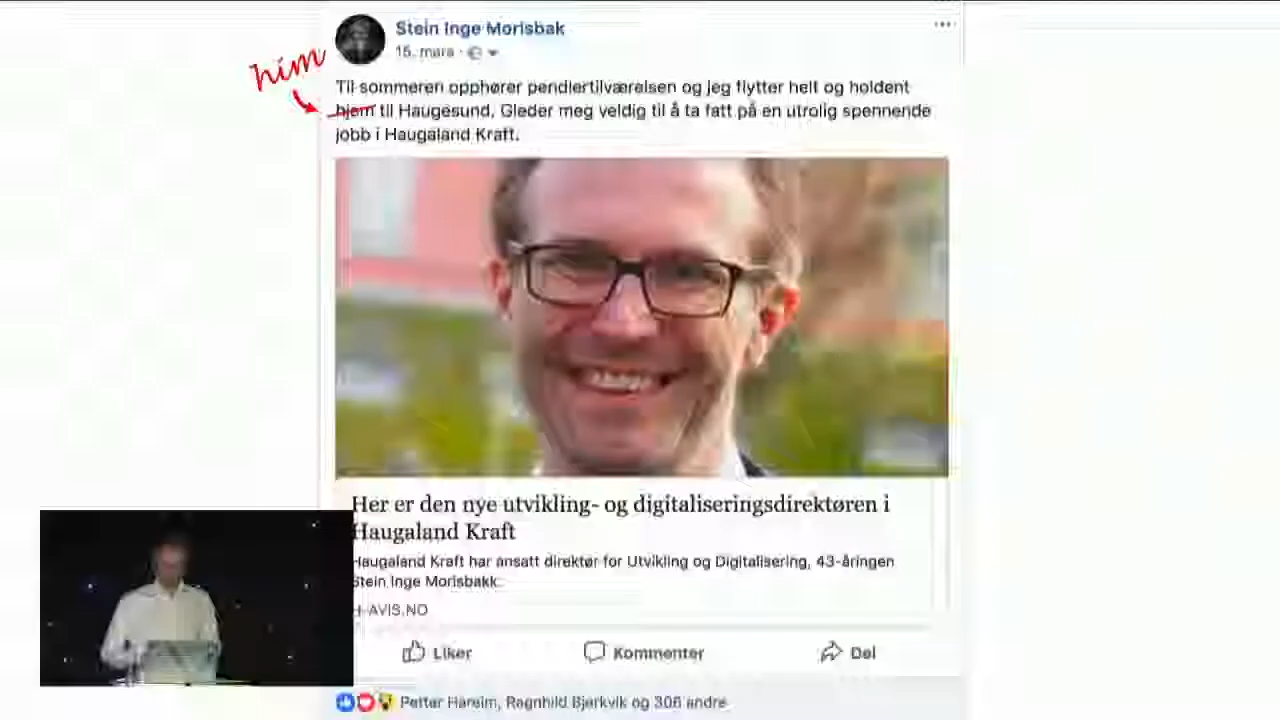 Stein Inge Morisbak
15. mars
him
Til sommeren opphører pendlertilværelsen og jeg flytter helt og holdent
hjem til Haugesund. Gleder meg veldig til å ta fatt på en utrolig spennende
jobb i Haugaland Kraft.
Her er den nye utvikling- og digitaliseringsdirektøren i
Haugaland Kraft
Haugaland Kraft har ansatt direktør for Utvikling og Digitalisering, 43-åringen
Stein Inge Morisbakk.
H-AVIS.NO
Liker
Kommenter
Del
Petter Hareim, Ragnhild Bjerkvik og 306 andre